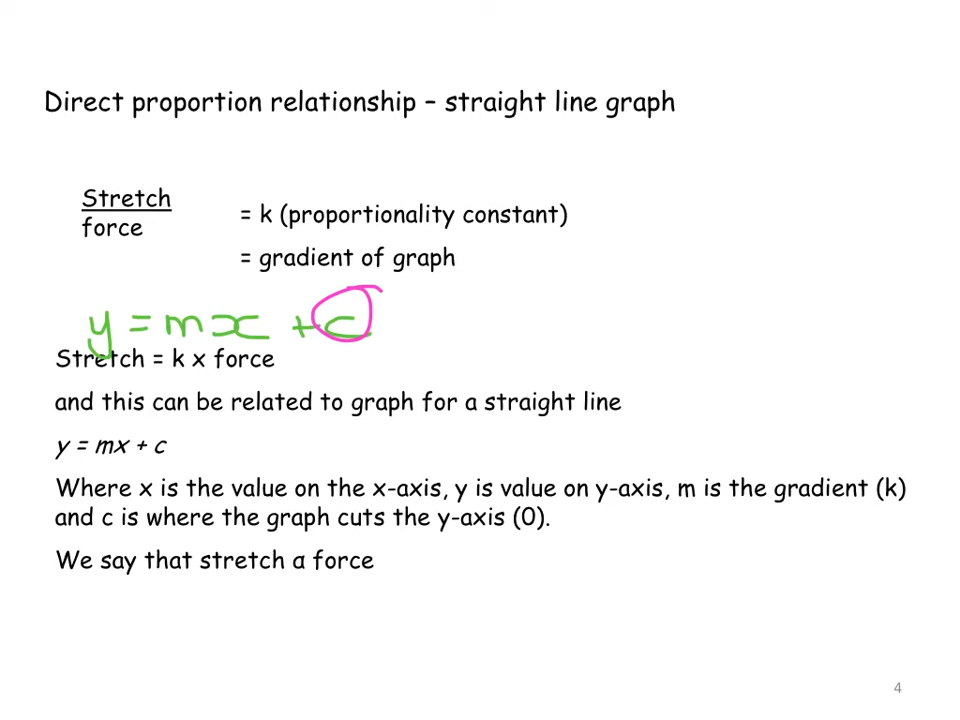 Direct proportion relationship – straight line graph
Stretch
force
= k (proportionality constant)
= gradient of graph
y = mx + c
Stretch = k x force
and this can be related to graph for a straight line
y = mx + c
Where x is the value on the x-axis, y is value on y-axis, m is the gradient (k)
and c is where the graph cuts the y-axis (0).
We say that stretch α force
4